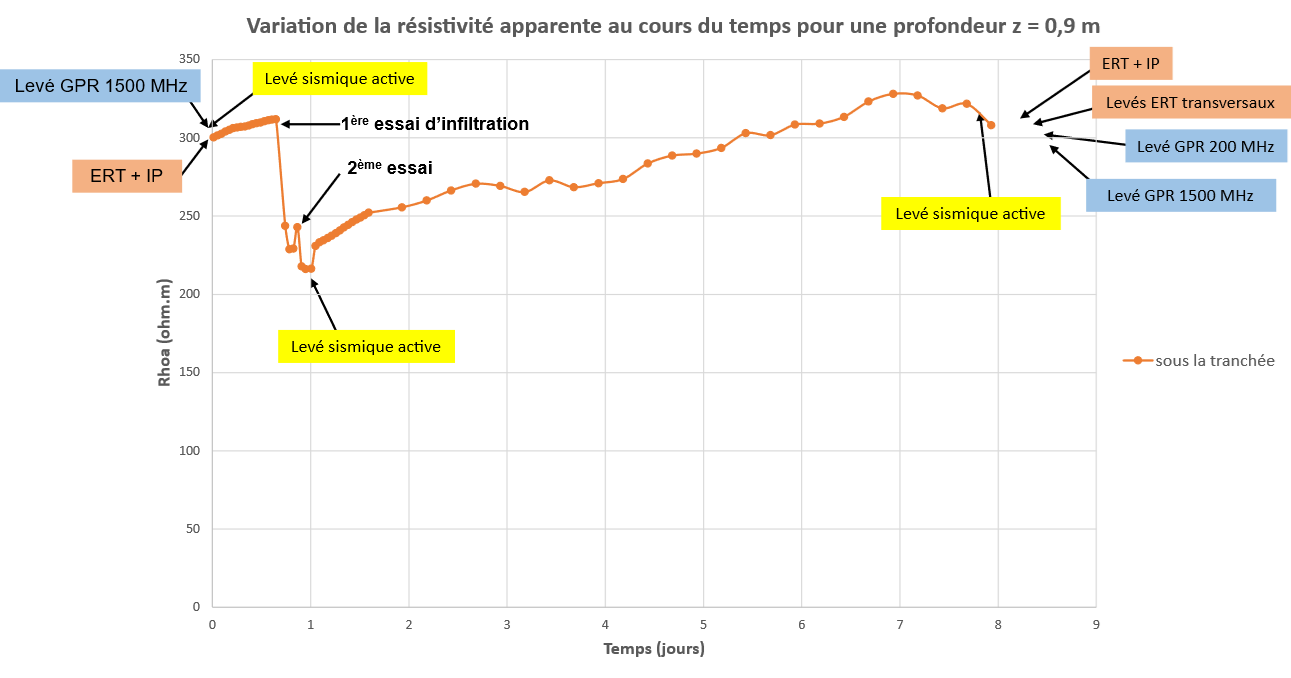 Variation de la résistivité apparente au cours du temps pour une profondeur z = 0,9 m
350
300
250
200
150
100
50
0
0 1 2 3 4 5 6 7 8 9
Rhoa (ohm.m)
Temps (jours)
Levé GPR 1500 MHz
Levé sismique active
ERT + IP
1ère essai d’infiltration
2ème essai
Levé sismique active
Levé sismique active
ERT + IP
Levés ERT transversaux
Levé GPR 200 MHz
Levé GPR 1500 MHz
sous la tranchée